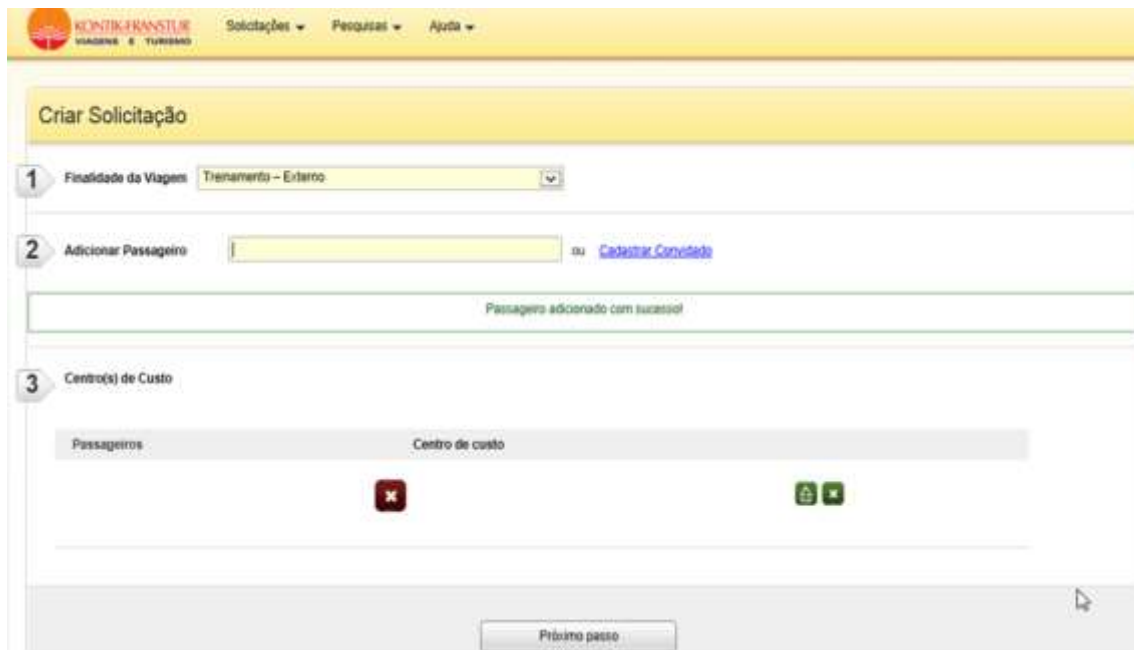 KONTIK-FRANSTUR
VIAGENS E TURISMO
Solicitações
Pesquisas
Ajuda
Criar Solicitação
1 Finalidade da Viagem Treinamento – Externo
2 Adicionar Passageiro ou Cadastrar Convidado
Passageiro adicionado com sucesso!
3 Centro(s) de Custo
Passageiros Centro de custo
Próximo passo